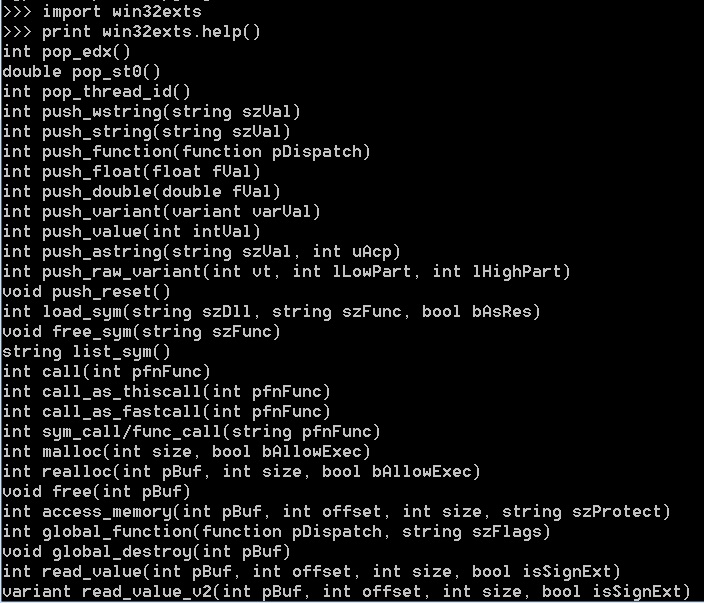 >>> import win32exts
>>> print win32exts.help()
int pop_edx()
double pop_st0()
int pop_thread_id()
int push_wstring(string szVal)
int push_string(string szVal)
int push_function(function pDispatch)
int push_float(float fVal)
int push_double(double fVal)
int push_variant(variant varVal)
int push_value(int intVal)
int push_astring(string szVal, int uAcp)
int push_raw_variant(int vt, int lLowPart, int lHighPart)
void push_reset()
int load_sym(string szDll, string szFunc, bool bAsRes)
void free_sym(string szFunc)
string list_sym()
int call(int pfnFunc)
int call_as_thiscall(int pfnFunc)
int call_as_fastcall(int pfnFunc)
int sym_call/func_call(string pfnFunc)
int malloc(int size, bool bAllowExec)
int realloc(int pBuf, int size, bool bAllowExec)
void free(int pBuf)
int access_memory(int pBuf, int offset, int size, string szProtect)
int global_function(function pDispatch, string szFlags)
void global_destroy(int pBuf)
int read_value(int pBuf, int offset, int size, bool isSignExt)
variant read_value_v2(int pBuf, int offset, int size, bool isSignExt)